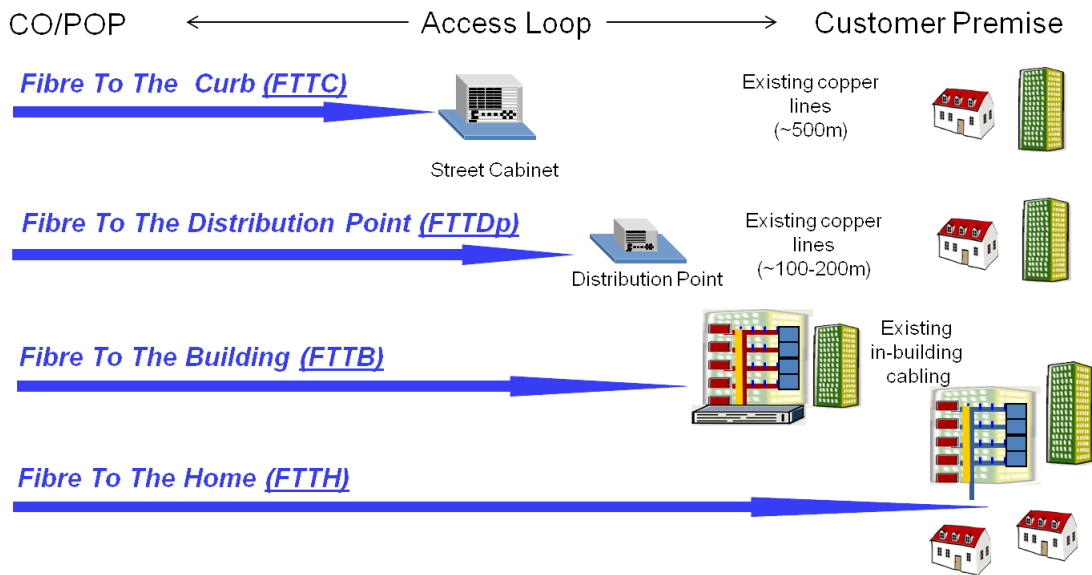 CO/POP
Access Loop
Customer Premise
Fibre To The Curb (FTTC)
Existing copper
lines
(~500m)
Street Cabinet
Fibre To The Distribution Point (FTTDp)
Existing copper
lines
(~100-200m)
Distribution Point
Fibre To The Building (FTTB)
Existing
in-building
cabling
Fibre To The Home (FTTH)